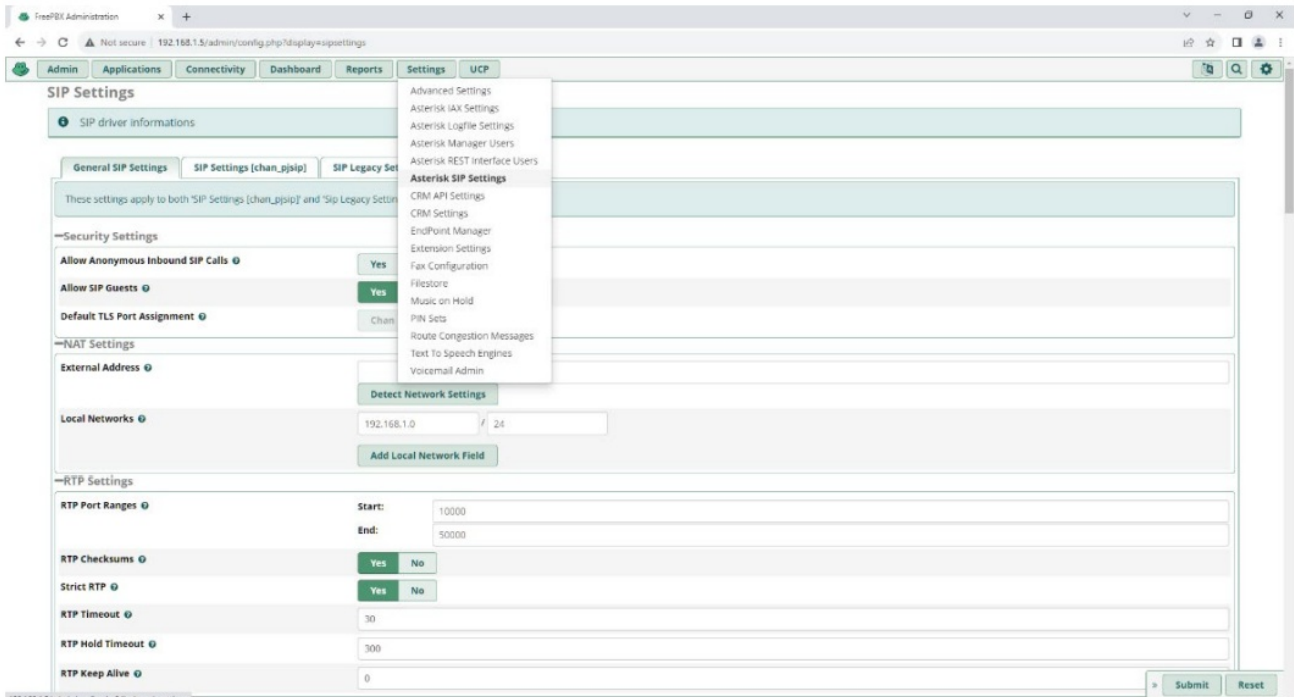 FreePBX Administration
Not secure 192.168.1.5/admin/config.php?display=sipsettings
Admin Applications Connectivity Dashboard Reports Settings UCP
SIP Settings
SIP driver informations
General SIP Settings SIP Settings [chan_pjsip] SIP Legacy Set
These settings apply to both 'SIP Settings [chan_pjsip]' and 'Sip Legacy Settin
Advanced Settings
Asterisk IAX Settings
Asterisk Logfile Settings
Asterisk Manager Users
Asterisk REST Interface Users
Asterisk SIP Settings
CRM API Settings
CRM Settings
EndPoint Manager
Extension Settings
Fax Configuration
Filestore
Music on Hold
PIN Sets
Route Congestion Messages
Text To Speech Engines
Voicemail Admin
Security Settings
Allow Anonymous Inbound SIP Calls Yes
Allow SIP Guests Yes
Default TLS Port Assignment Chan
NAT Settings
External Address
Detect Network Settings
Local Networks 192.168.1.0 / 24
Add Local Network Field
RTP Settings
RTP Port Ranges Start: 10000
End: 50000
RTP Checksums Yes No
Strict RTP Yes No
RTP Timeout 30
RTP Hold Timeout 300
RTP Keep Alive 0
» Submit Reset